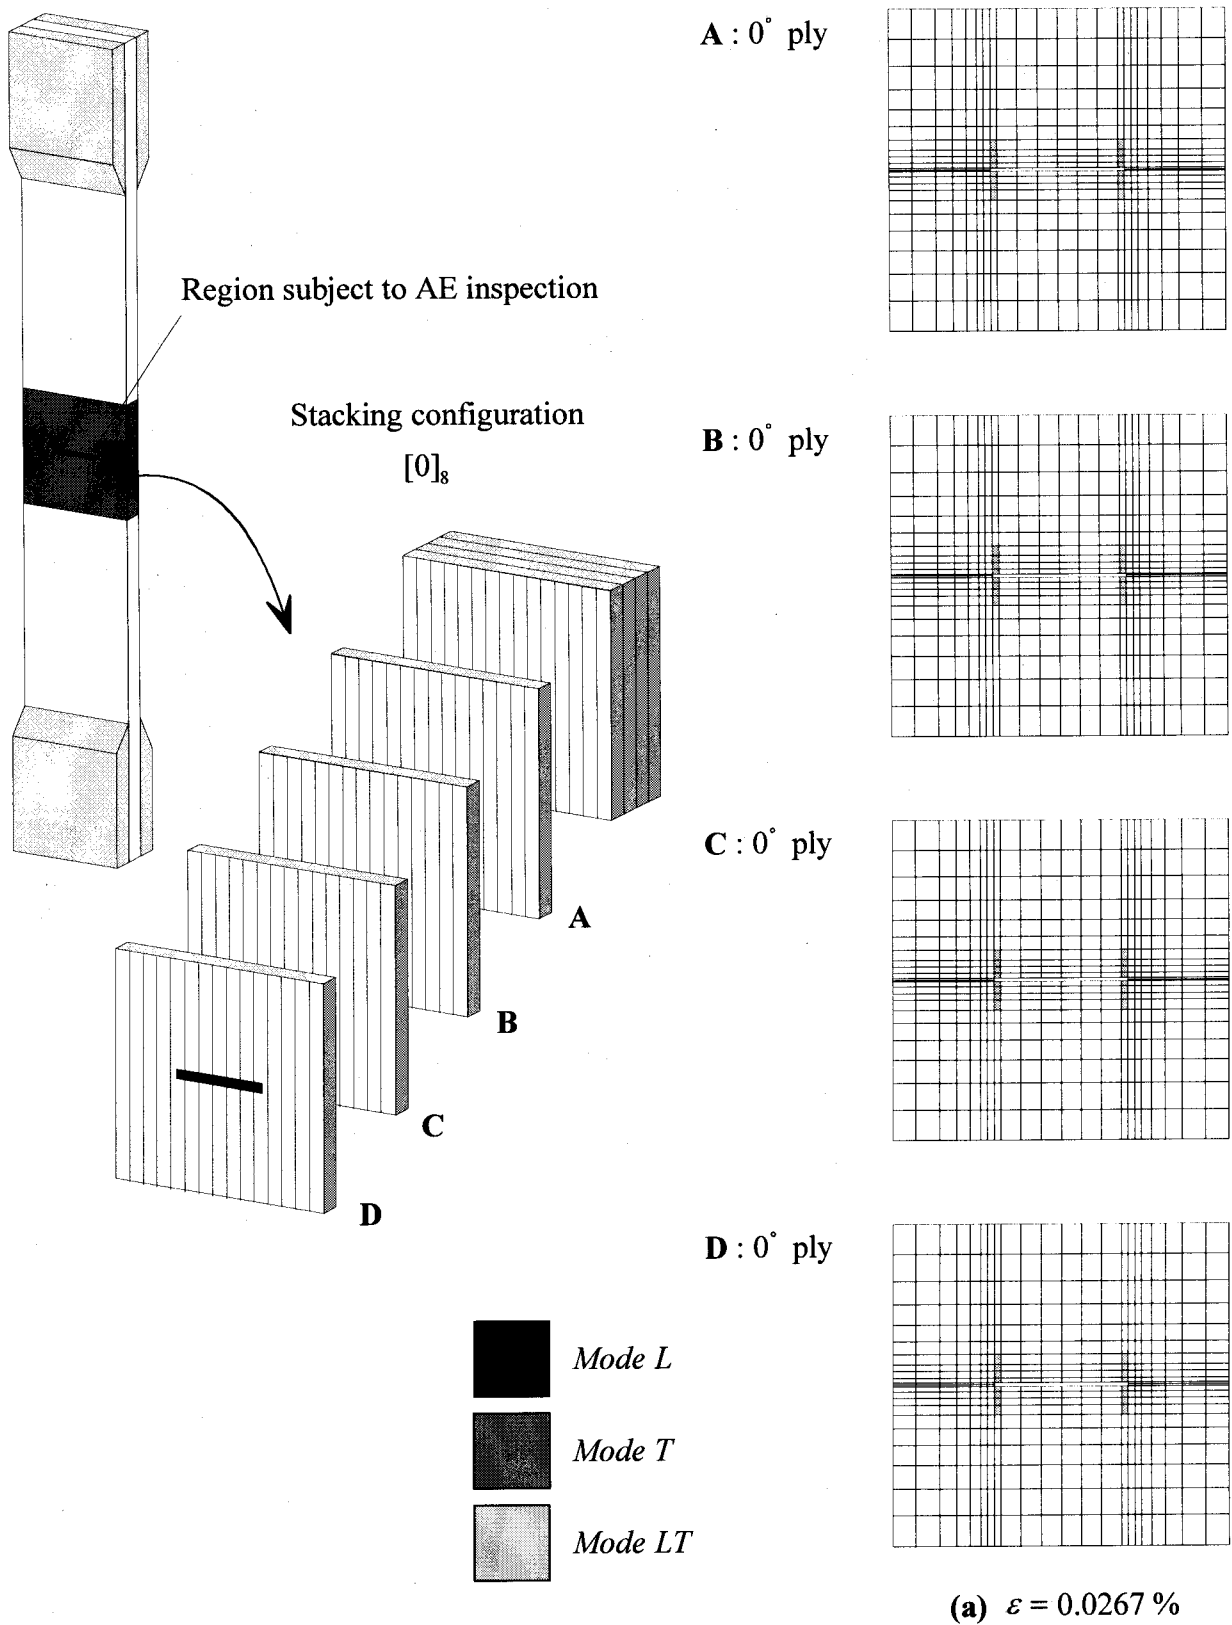 A : 0° ply
Region subject to AE inspection
Stacking configuration
[0]₈
B : 0° ply
C : 0° ply
A
B
C
D
D : 0° ply
Mode L
Mode T
Mode LT
(a) ε = 0.0267 %